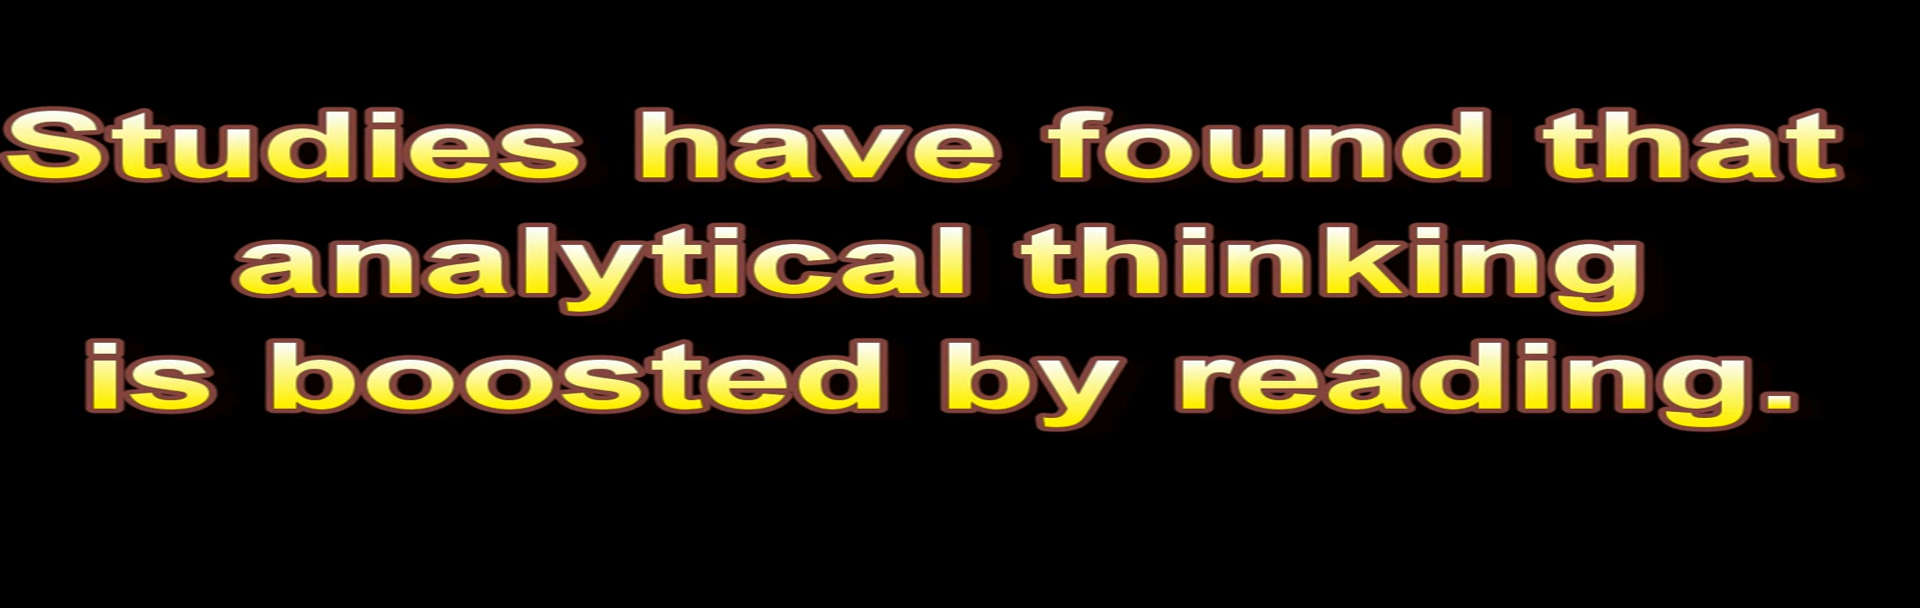 Studies have found that
analytical thinking
is boosted by reading.